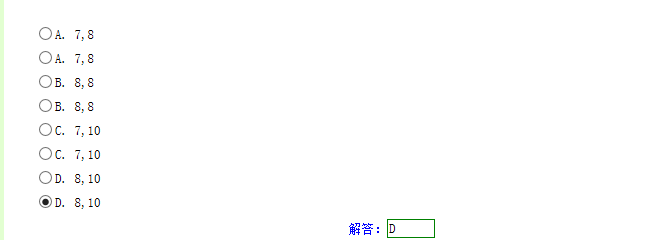 A. 7,8
A. 7,8
B. 8,8
B. 8,8
C. 7,10
C. 7,10
D. 8,10
D. 8,10
解答：D